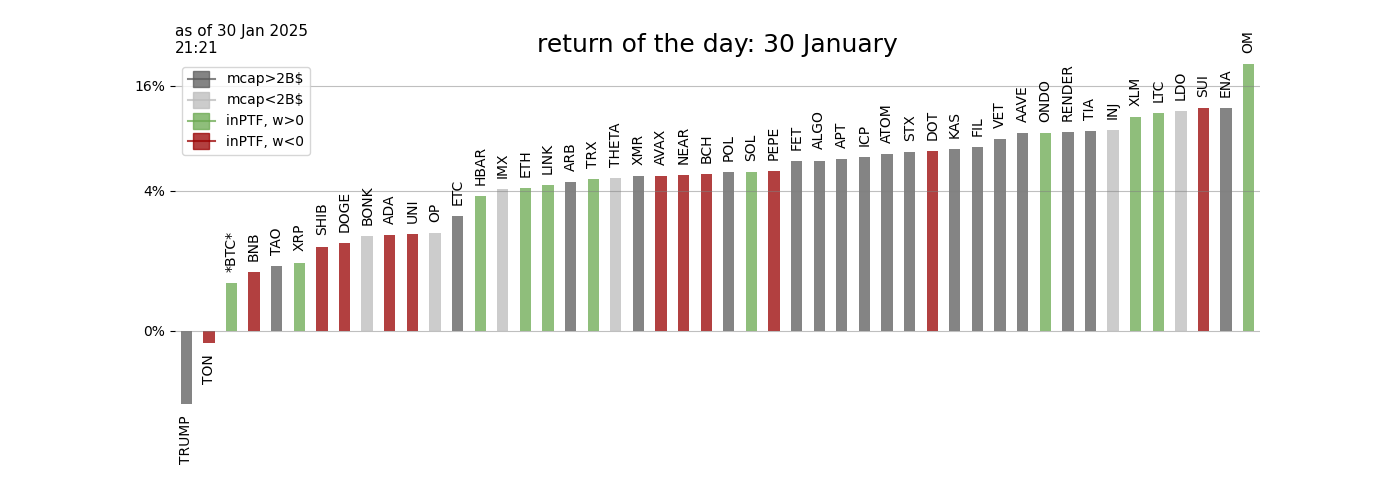 as of 30 Jan 2025
21:21
return of the day: 30 January
mcap>2B$
mcap<2B$
inPTF, w>0
inPTF, w<0
16%
4%
0%
TRUMP
TON
*BTC*
BNB
TAO
XRP
SHIB
DOGE
BONK
ADA
UNI
OP
ETC
HBAR
IMX
ETH
LINK
ARB
TRX
THETA
XMR
AVAX
NEAR
BCH
POL
SOL
PEPE
FET
ALGO
APT
ICP
ATOM
STX
DOT
KAS
FIL
VET
AAVE
ONDO
RENDER
TIA
INJ
XLM
LTC
LDO
SUI
ENA
OM